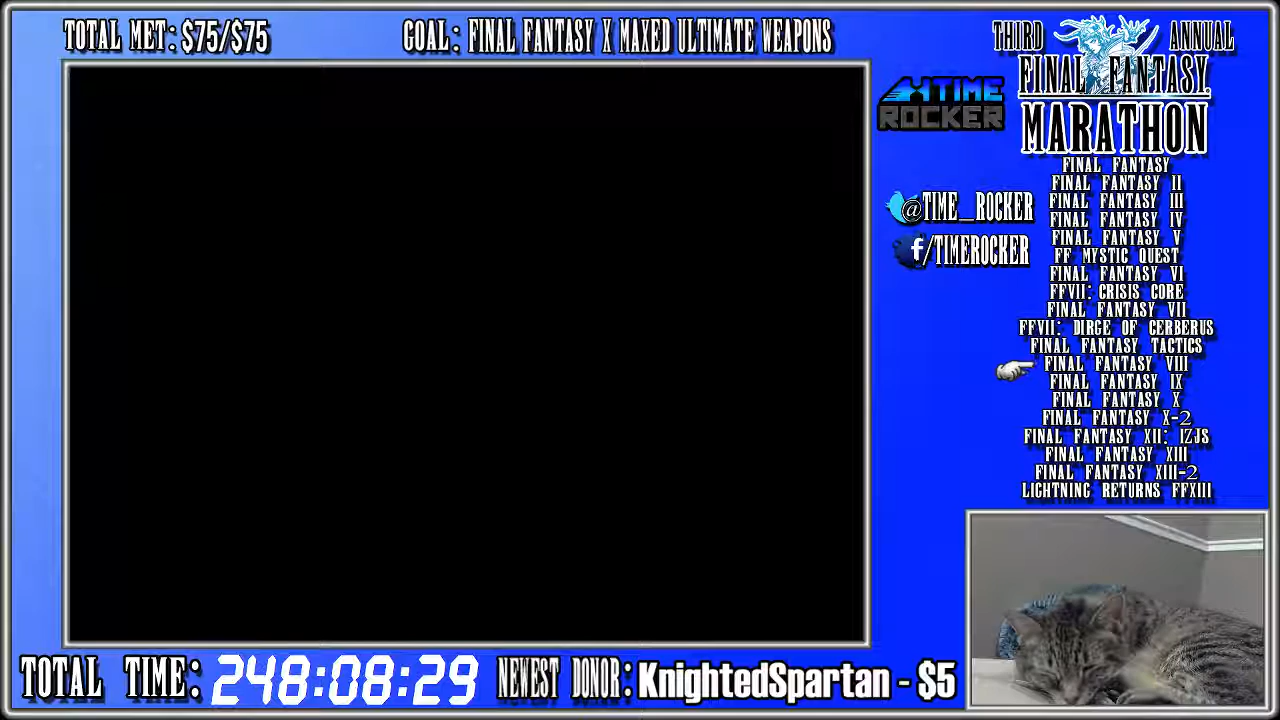 TOTAL MET: $75/$75
GOAL: FINAL FANTASY X MAXED ULTIMATE WEAPONS
THIRD ANNUAL
FINAL FANTASY
MARATHON
TIME
ROCKER
@TIME_ROCKER
f/TIMEROCKER
FINAL FANTASY
FINAL FANTASY II
FINAL FANTASY III
FINAL FANTASY IV
FINAL FANTASY V
FF MYSTIC QUEST
FINAL FANTASY VI
FFVII: CRISIS CORE
FINAL FANTASY VII
FFVII: DIRGE OF CERBERUS
FINAL FANTASY TACTICS
FINAL FANTASY VIII
FINAL FANTASY IX
FINAL FANTASY X
FINAL FANTASY X-2
FINAL FANTASY XII: IZJS
FINAL FANTASY XIII
FINAL FANTASY XIII-2
LIGHTNING RETURNS FFXIII
TOTAL TIME: 248:08:29
NEWEST DONOR: KnightedSpartan - $5